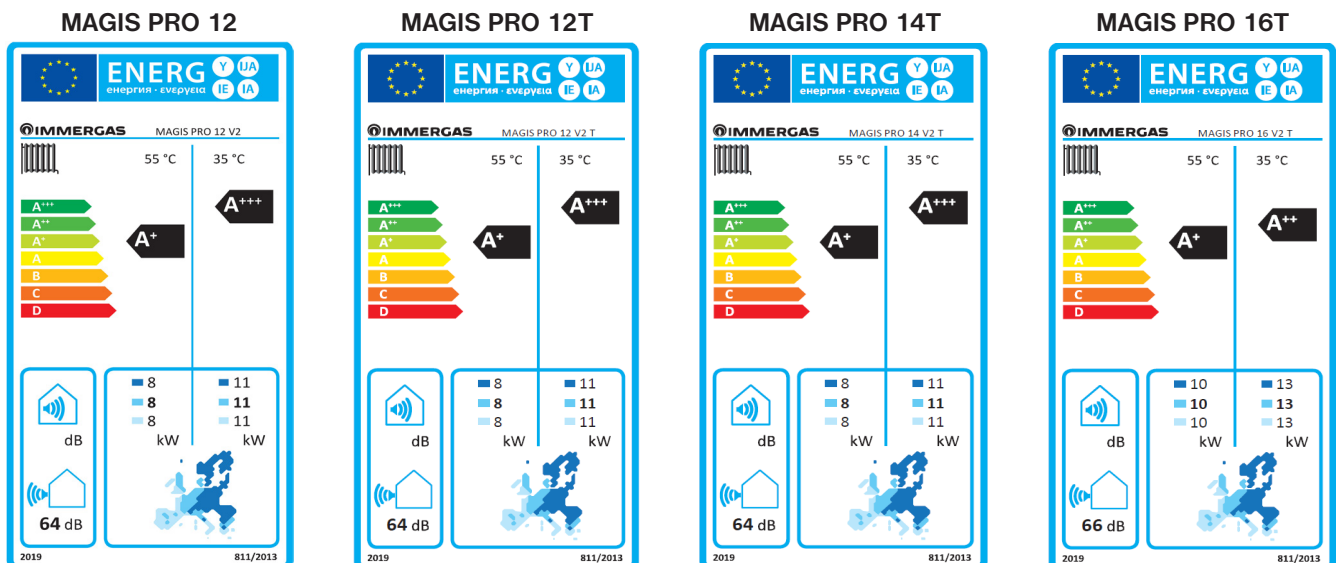 MAGIS PRO 12
ENERG Y IJA
енергия · ενεργεια IE IA
IMMERGAS MAGIS PRO 12 V2
55 °C 35 °C
A+++
A++
A+
A
B
C
D
A+
A+++
8 11
8 11
8 11
kW kW
dB
64 dB
2019 811/2013
MAGIS PRO 12T
ENERG Y IJA
енергия · ενεργεια IE IA
IMMERGAS MAGIS PRO 12 V2 T
55 °C 35 °C
A+++
A++
A+
A
B
C
D
A+
A+++
8 11
8 11
8 11
kW kW
dB
64 dB
2019 811/2013
MAGIS PRO 14T
ENERG Y IJA
енергия · ενεργεια IE IA
IMMERGAS MAGIS PRO 14 V2 T
55 °C 35 °C
A+++
A++
A+
A
B
C
D
A+
A+++
8 11
8 11
8 11
kW kW
dB
64 dB
2019 811/2013
MAGIS PRO 16T
ENERG Y IJA
енергия · ενεργεια IE IA
IMMERGAS MAGIS PRO 16 V2 T
55 °C 35 °C
A+++
A++
A+
A
B
C
D
A+
A++
10 13
10 13
10 13
kW kW
dB
66 dB
2019 811/2013